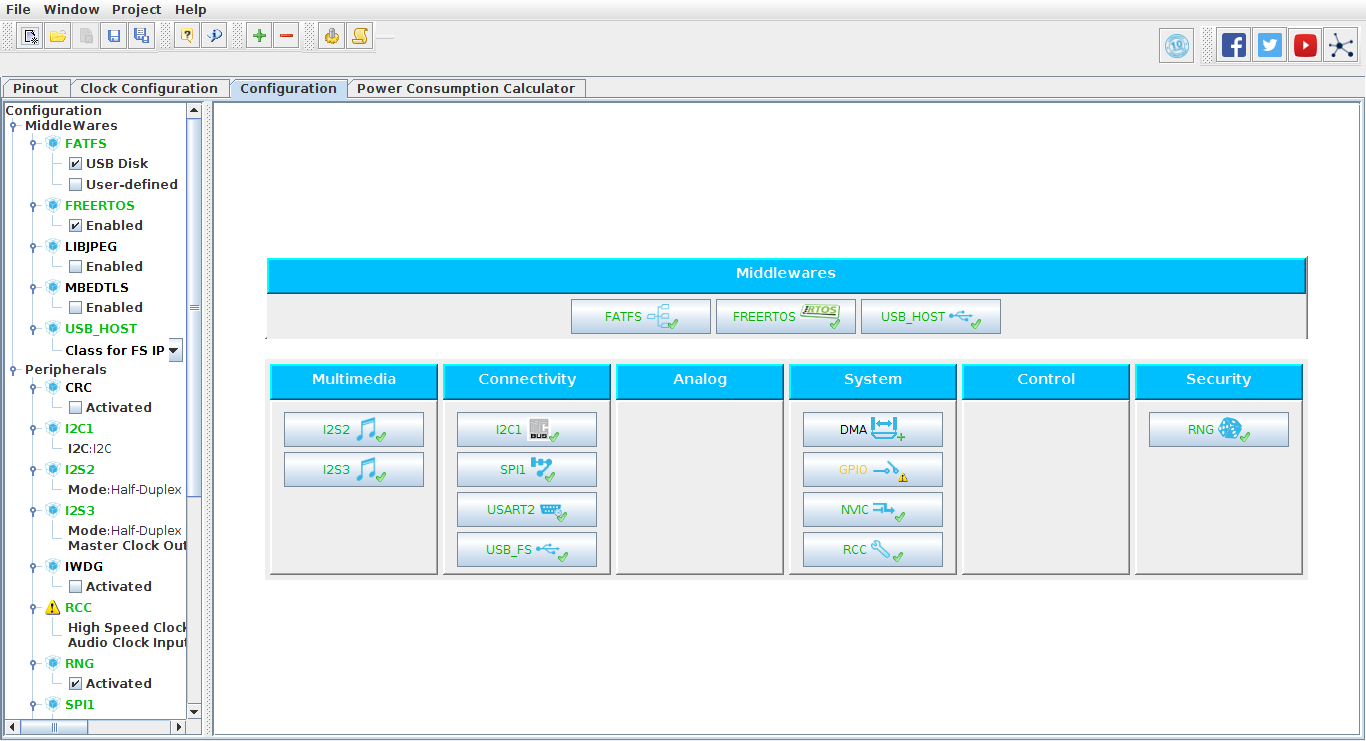 File Window Project Help
Pinout Clock Configuration Configuration Power Consumption Calculator
Configuration
MiddleWares
FATFS
USB Disk
User-defined
FREERTOS
Enabled
LIBJPEG
Enabled
MBEDTLS
Enabled
USB_HOST
Class for FS IP
Peripherals
CRC
Activated
I2C1
I2C:I2C
I2S2
Mode:Half-Duplex
I2S3
Mode:Half-Duplex
Master Clock Out
IWDG
Activated
RCC
High Speed Clock
Audio Clock Input
RNG
Activated
SPI1
Middlewares
FATFS FREERTOS RTOS USB_HOST
Multimedia Connectivity Analog System Control Security
I2S2 I2C1 BUS DMA RNG
I2S3 SPI1 GPIO
USART2 NVIC
USB_FS RCC